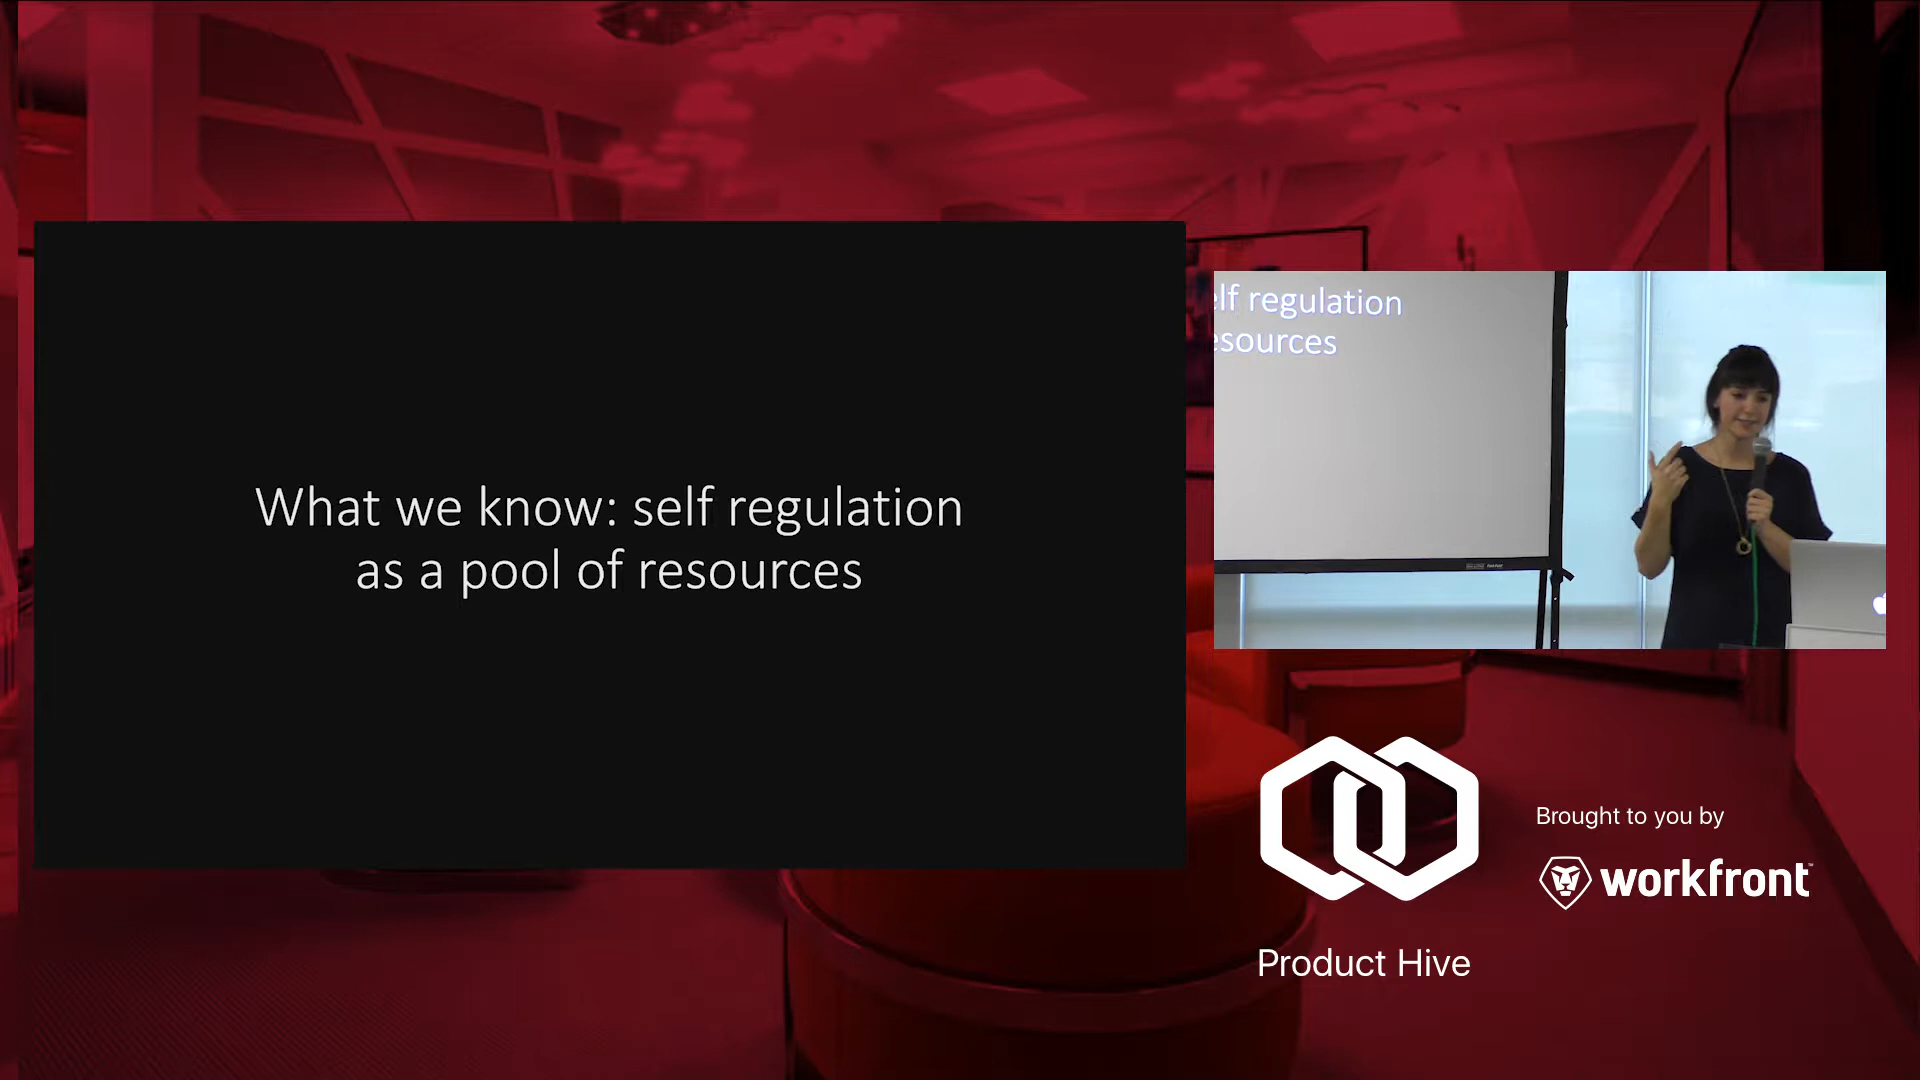 What we know: self regulation
as a pool of resources
elf regulation
esources
Brought to you by
workfront
Product Hive